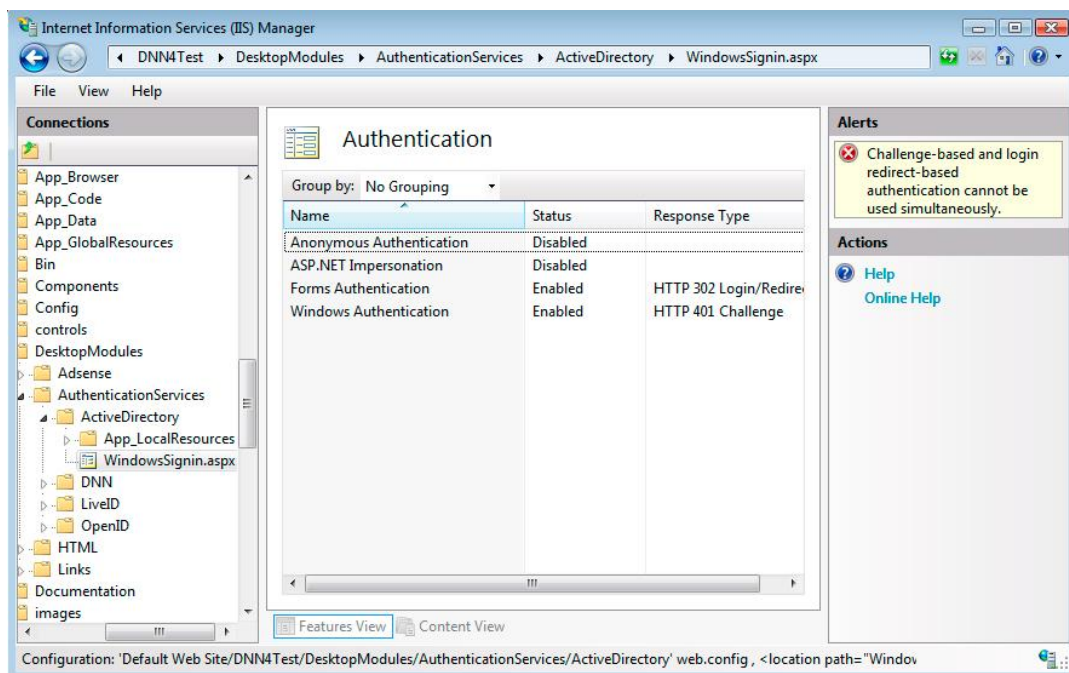 Internet Information Services (IIS) Manager
DNN4Test DesktopModules AuthenticationServices ActiveDirectory WindowsSignin.aspx
File View Help
Connections
App_Browser
App_Code
App_Data
App_GlobalResources
Bin
Components
Config
controls
DesktopModules
Adsense
AuthenticationServices
ActiveDirectory
App_LocalResources
WindowsSignin.aspx
DNN
LiveID
OpenID
HTML
Links
Documentation
images
Authentication
Group by: No Grouping
Name Status Response Type
Anonymous Authentication Disabled
ASP.NET Impersonation Disabled
Forms Authentication Enabled HTTP 302 Login/Redire
Windows Authentication Enabled HTTP 401 Challenge
Features View Content View
Alerts
Challenge-based and login
redirect-based
authentication cannot be
used simultaneously.
Actions
Help
Online Help
Configuration: 'Default Web Site/DNN4Test/DesktopModules/AuthenticationServices/ActiveDirectory' web.config , <location path="Window